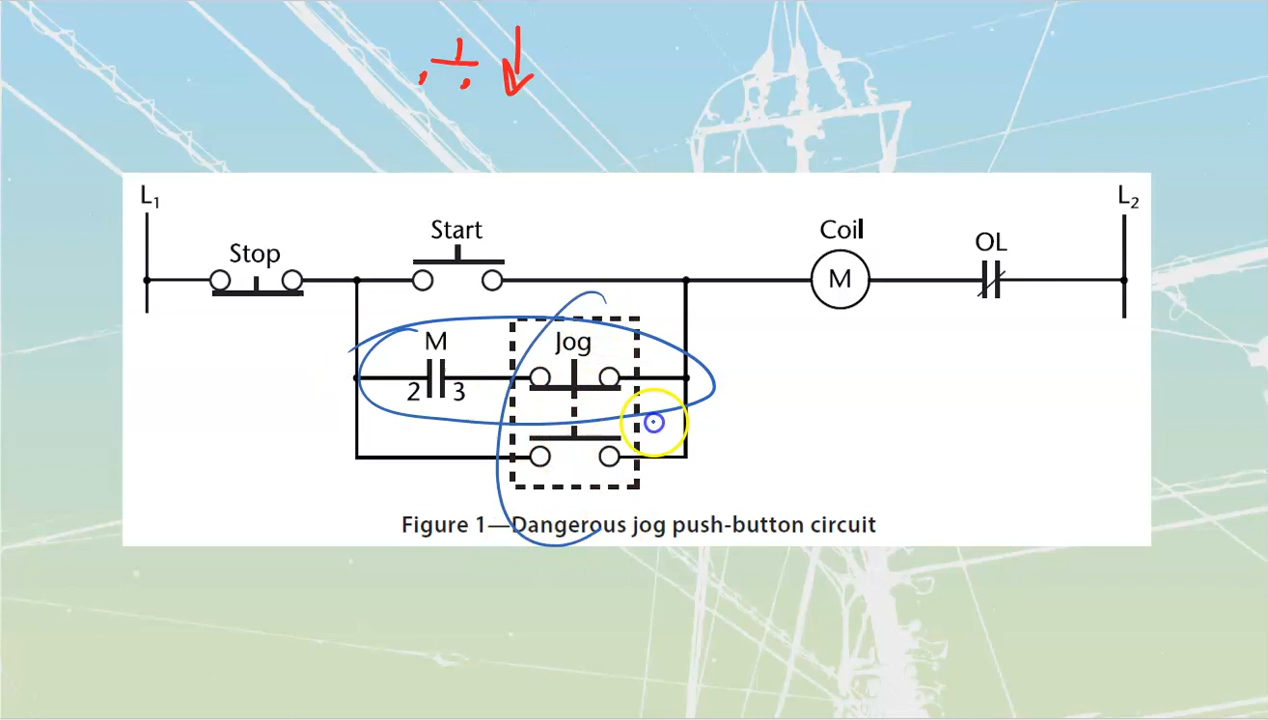 L₁
L₂
Stop
Start
Coil
OL
M
M
Jog
2
3
Figure 1—Dangerous jog push-button circuit